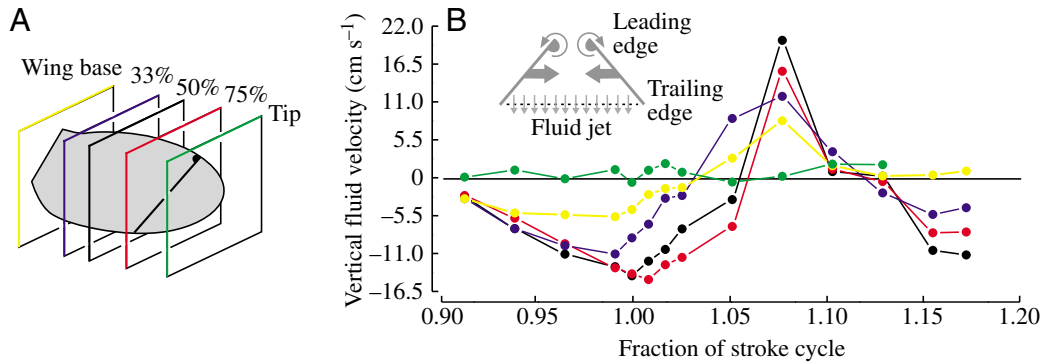 A
Wing base
33%
50%
75%
Tip
B
Vertical fluid velocity (cm s⁻¹)
22.0
16.5
11.0
5.5
0
−5.5
−11.0
−16.5
Leading
edge
Trailing
edge
Fluid jet
0.90
0.95
1.00
1.05
1.10
1.15
1.20
Fraction of stroke cycle